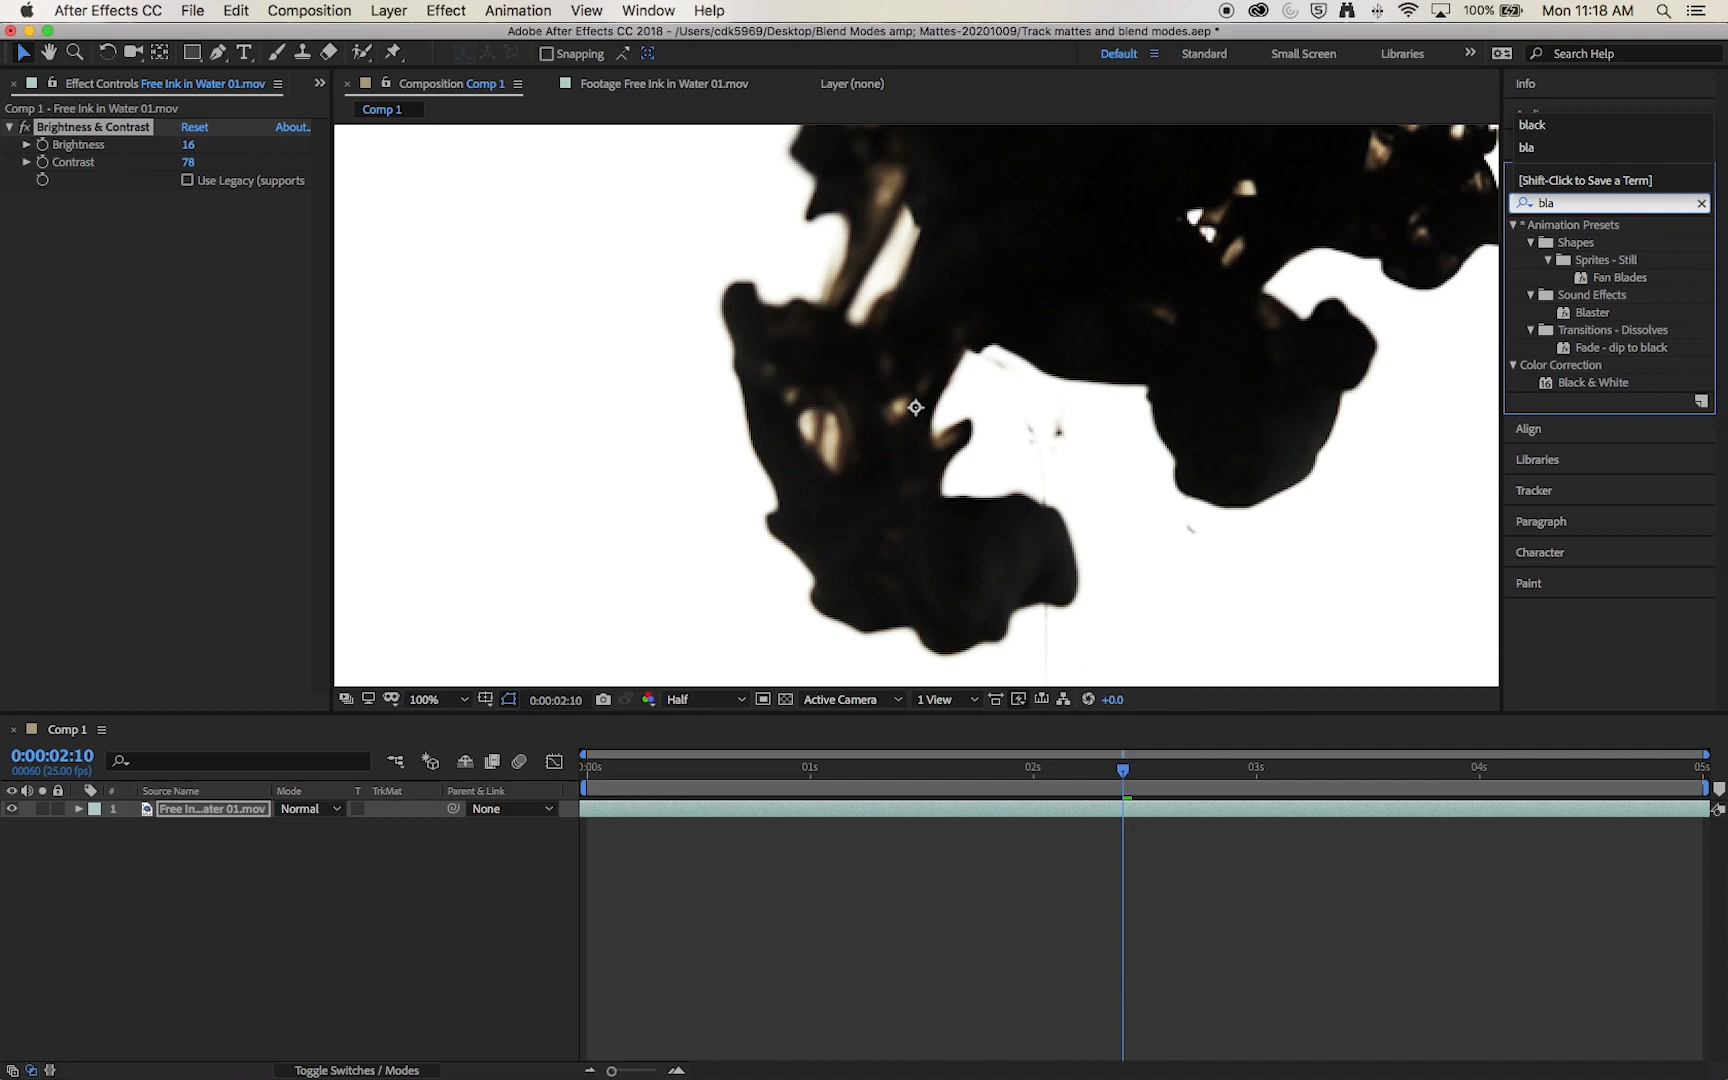 After Effects CC File Edit Composition Layer Effect Animation View Window Help 100% Mon 11:18 AM
Adobe After Effects CC 2018 - /Users/cdk5969/Desktop/Blend Modes amp; Mattes-20201009/Track mattes and blend modes.aep *
Snapping Default Standard Small Screen Libraries Search Help
Effect Controls Free Ink in Water 01.mov
Composition Comp 1 Footage Free Ink in Water 01.mov Layer (none)
Info
Comp 1 - Free Ink in Water 01.mov
Comp 1
fx Brightness & Contrast Reset About..
Brightness 16
Contrast 78
Use Legacy (supports
black
bla
[Shift-Click to Save a Term]
bla
* Animation Presets
Shapes
Sprites - Still
Fan Blades
Sound Effects
Blaster
Transitions - Dissolves
Fade - dip to black
Color Correction
16 Black & White
Align
Libraries
Tracker
Paragraph
Character
Paint
100% 0:00:02:10 Half Active Camera 1 View +0.0
Comp 1
0:00:02:10
00060 (25.00 fps)
):00s 01s 02s 03s 04s 05s
# Source Name Mode T TrkMat Parent & Link
1 Free In...ater 01.mov Normal None
Toggle Switches / Modes